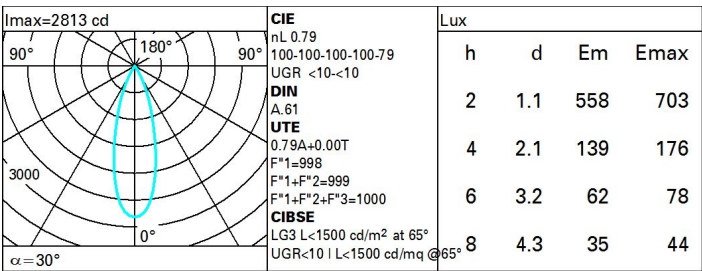 Imax=2813 cd
90° 180° 90°
3000
0°
α=30°
CIE
nL 0.79
100-100-100-100-79
UGR <10-<10
DIN
A.61
UTE
0.79A+0.00T
F"1=998
F"1+F"2=999
F"1+F"2+F"3=1000
CIBSE
LG3 L<1500 cd/m² at 65°
UGR<10 | L<1500 cd/mq @65°
Lux
h d Em Emax
2 1.1 558 703
4 2.1 139 176
6 3.2 62 78
8 4.3 35 44